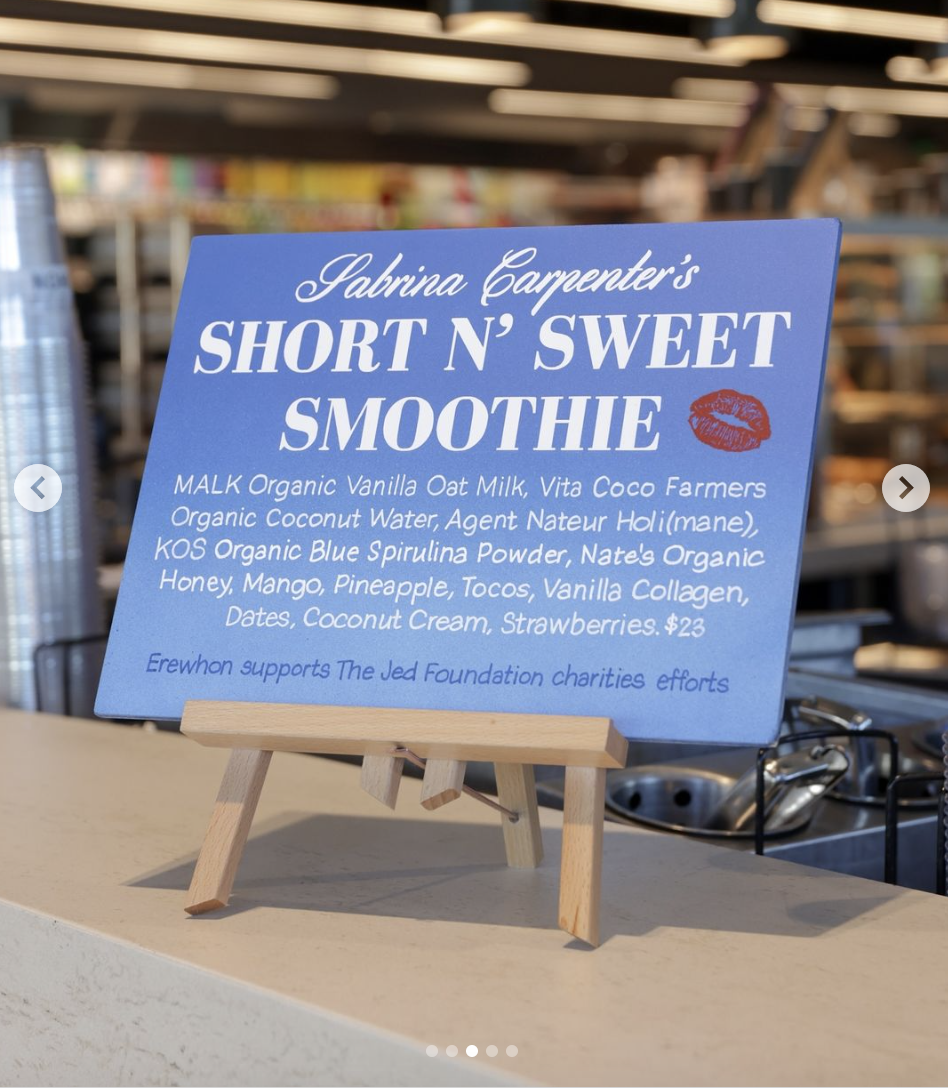 Sabrina Carpenter's
SHORT N' SWEET
SMOOTHIE
MALK Organic Vanilla Oat Milk, Vita Coco Farmers
Organic Coconut Water, Agent Nateur Holi(mane),
KOS Organic Blue Spirulina Powder, Nate's Organic
Honey, Mango, Pineapple, Tocos, Vanilla Collagen,
Dates, Coconut Cream, Strawberries. $23
Erewhon supports The Jed Foundation charities efforts